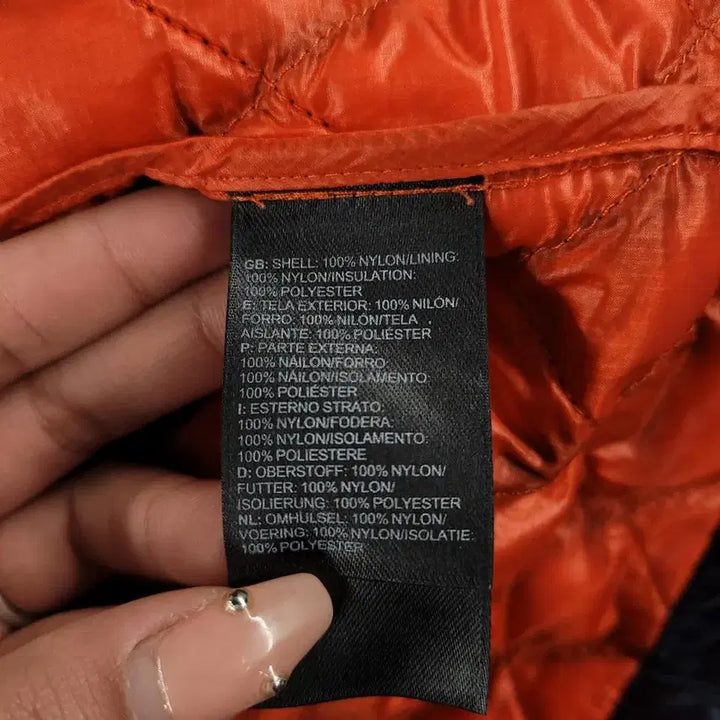 GB: SHELL: 100% NYLON/LINING:
100% NYLON/INSULATION:
100% POLYESTER
E: TELA EXTERIOR: 100% NILÓN/
FORRO: 100% NILÓN/TELA
AISLANTE: 100% POLIÉSTER
P: PARTE EXTERNA:
100% NÁILON/FORRO:
100% NÁILON/ISOLAMENTO:
100% POLIÉSTER
I: ESTERNO STRATO:
100% NYLON/FODERA:
100% NYLON/ISOLAMENTO:
100% POLIESTERE
D: OBERSTOFF: 100% NYLON/
FUTTER: 100% NYLON/
ISOLIERUNG: 100% POLYESTER
NL: OMHULSEL: 100% NYLON/
VOERING: 100% NYLON/ISOLATIE:
100% POLYESTER